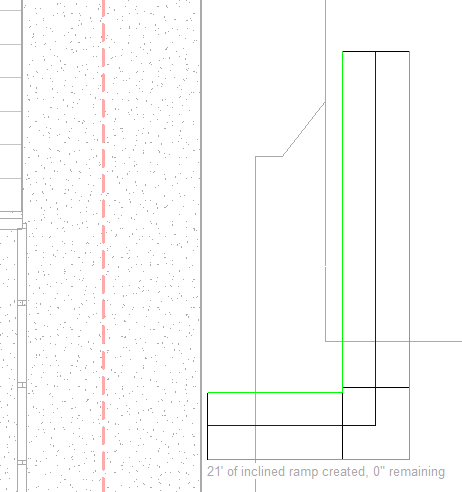 21' of inclined ramp created, 0" remaining